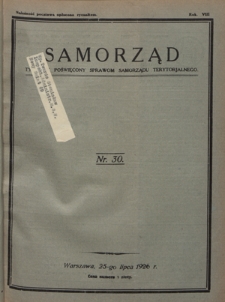 Należność pocztowa opłacona ryczałtem. Rok VIII
SAMORZĄD
POŚWIĘCONY SPRAWOM SAMORZĄDU TERYTORJALNEGO.
Nr. 30.
Warszawa, 25-go lipca 1926 r.